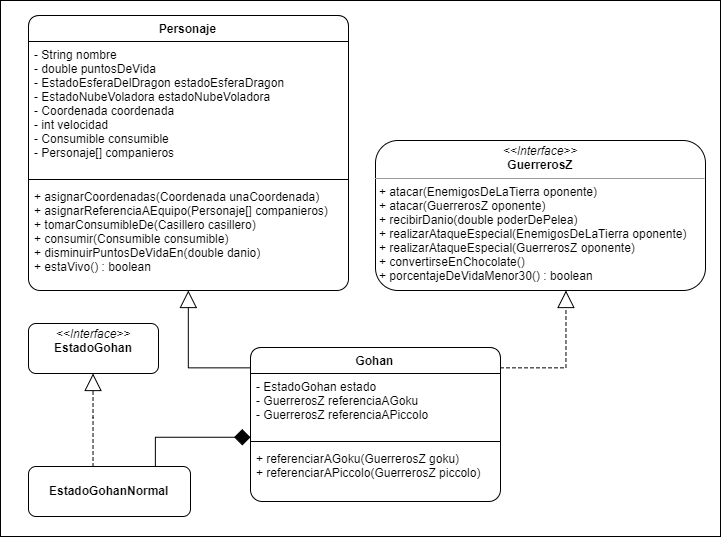 Personaje
- String nombre
- double puntosDeVida
- EstadoEsferaDelDragon estadoEsferaDragon
- EstadoNubeVoladora estadoNubeVoladora
- Coordenada coordenada
- int velocidad
- Consumible consumible
- Personaje[] companieros
+ asignarCoordenadas(Coordenada unaCoordenada)
+ asignarReferenciaAEquipo(Personaje[] companieros)
+ tomarConsumibleDe(Casillero casillero)
+ consumir(Consumible consumible)
+ disminuirPuntosDeVidaEn(double danio)
+ estaVivo() : boolean
<<Interface>>
GuerrerosZ
+ atacar(EnemigosDeLaTierra oponente)
+ atacar(GuerrerosZ oponente)
+ recibirDanio(double poderDePelea)
+ realizarAtaqueEspecial(EnemigosDeLaTierra oponente)
+ realizarAtaqueEspecial(GuerrerosZ oponente)
+ convertirseEnChocolate()
+ porcentajeDeVidaMenor30() : boolean
<<Interface>>
EstadoGohan
Gohan
- EstadoGohan estado
- GuerrerosZ referenciaAGoku
- GuerrerosZ referenciaAPiccolo
+ referenciarAGoku(GuerrerosZ goku)
+ referenciarAPiccolo(GuerrerosZ piccolo)
EstadoGohanNormal